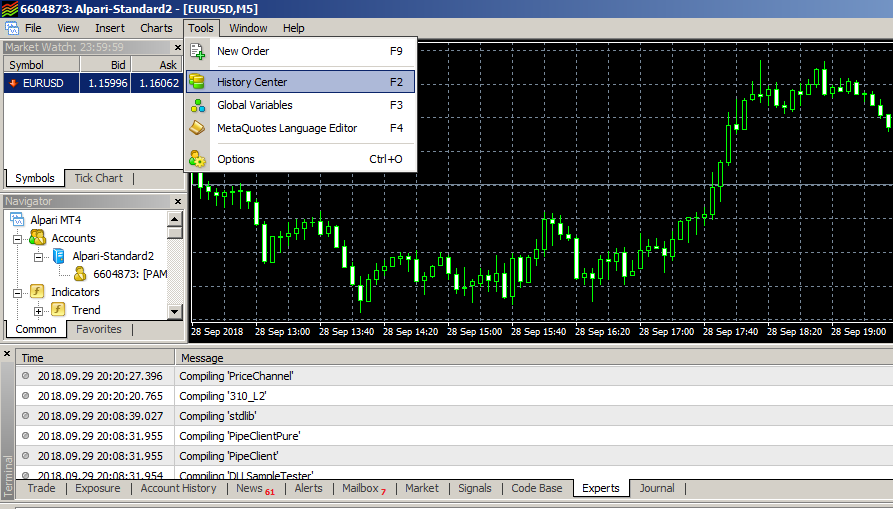 6604873: Alpari-Standard2 - [EURUSD,M5]
File View Insert Charts Tools Window Help
Market Watch: 23:59:59
Symbol Bid Ask
EURUSD 1.15996 1.16062
Symbols Tick Chart
New Order F9
History Center F2
Global Variables F3
MetaQuotes Language Editor F4
Options Ctrl+O
Navigator
Alpari MT4
Accounts
Alpari-Standard2
6604873: [PAM
Indicators
Trend
Common Favorites
28 Sep 2018 28 Sep 13:00 28 Sep 13:40 28 Sep 14:20 28 Sep 15:00 28 Sep 15:40 28 Sep 16:20 28 Sep 17:00 28 Sep 17:40 28 Sep 18:20 28 Sep 19:00
Time Message
2018.09.29 20:20:27.396 Compiling 'PriceChannel'
2018.09.29 20:20:20.765 Compiling '310_L2'
2018.09.29 20:08:39.027 Compiling 'stdlib'
2018.09.29 20:08:31.955 Compiling 'PipeClientPure'
2018.09.29 20:08:31.955 Compiling 'PipeClient'
2018.09.29 20:08:31.954 Compiling 'DLLSampleTester'
Terminal
Trade Exposure Account History News 61 Alerts Mailbox 7 Market Signals Code Base Experts Journal